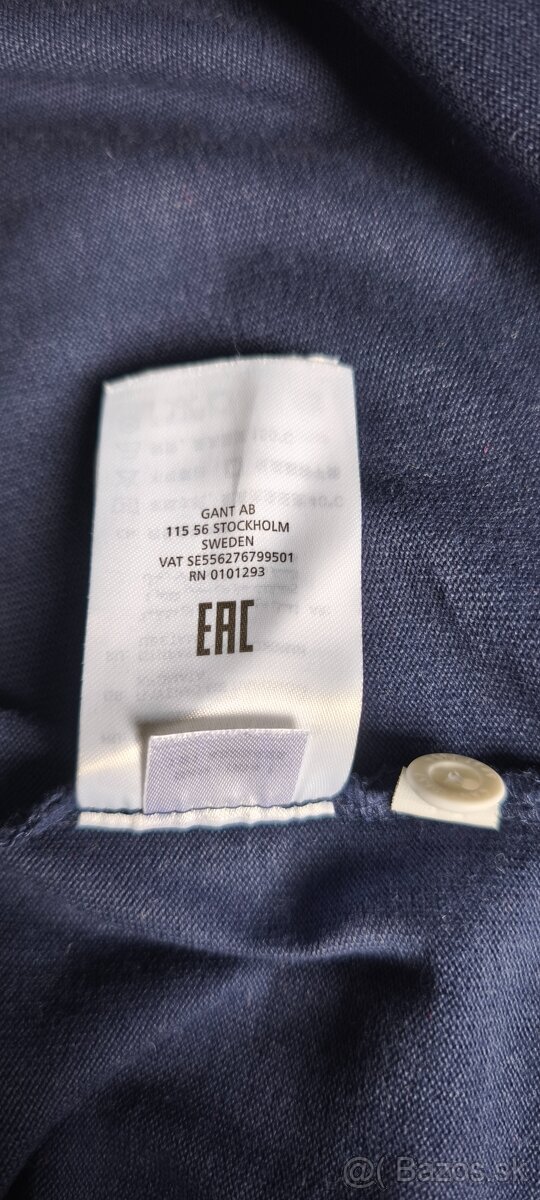 GANT AB
115 56 STOCKHOLM
SWEDEN
VAT SE556276799501
RN 0101293
EAC
@ Bazos.sk